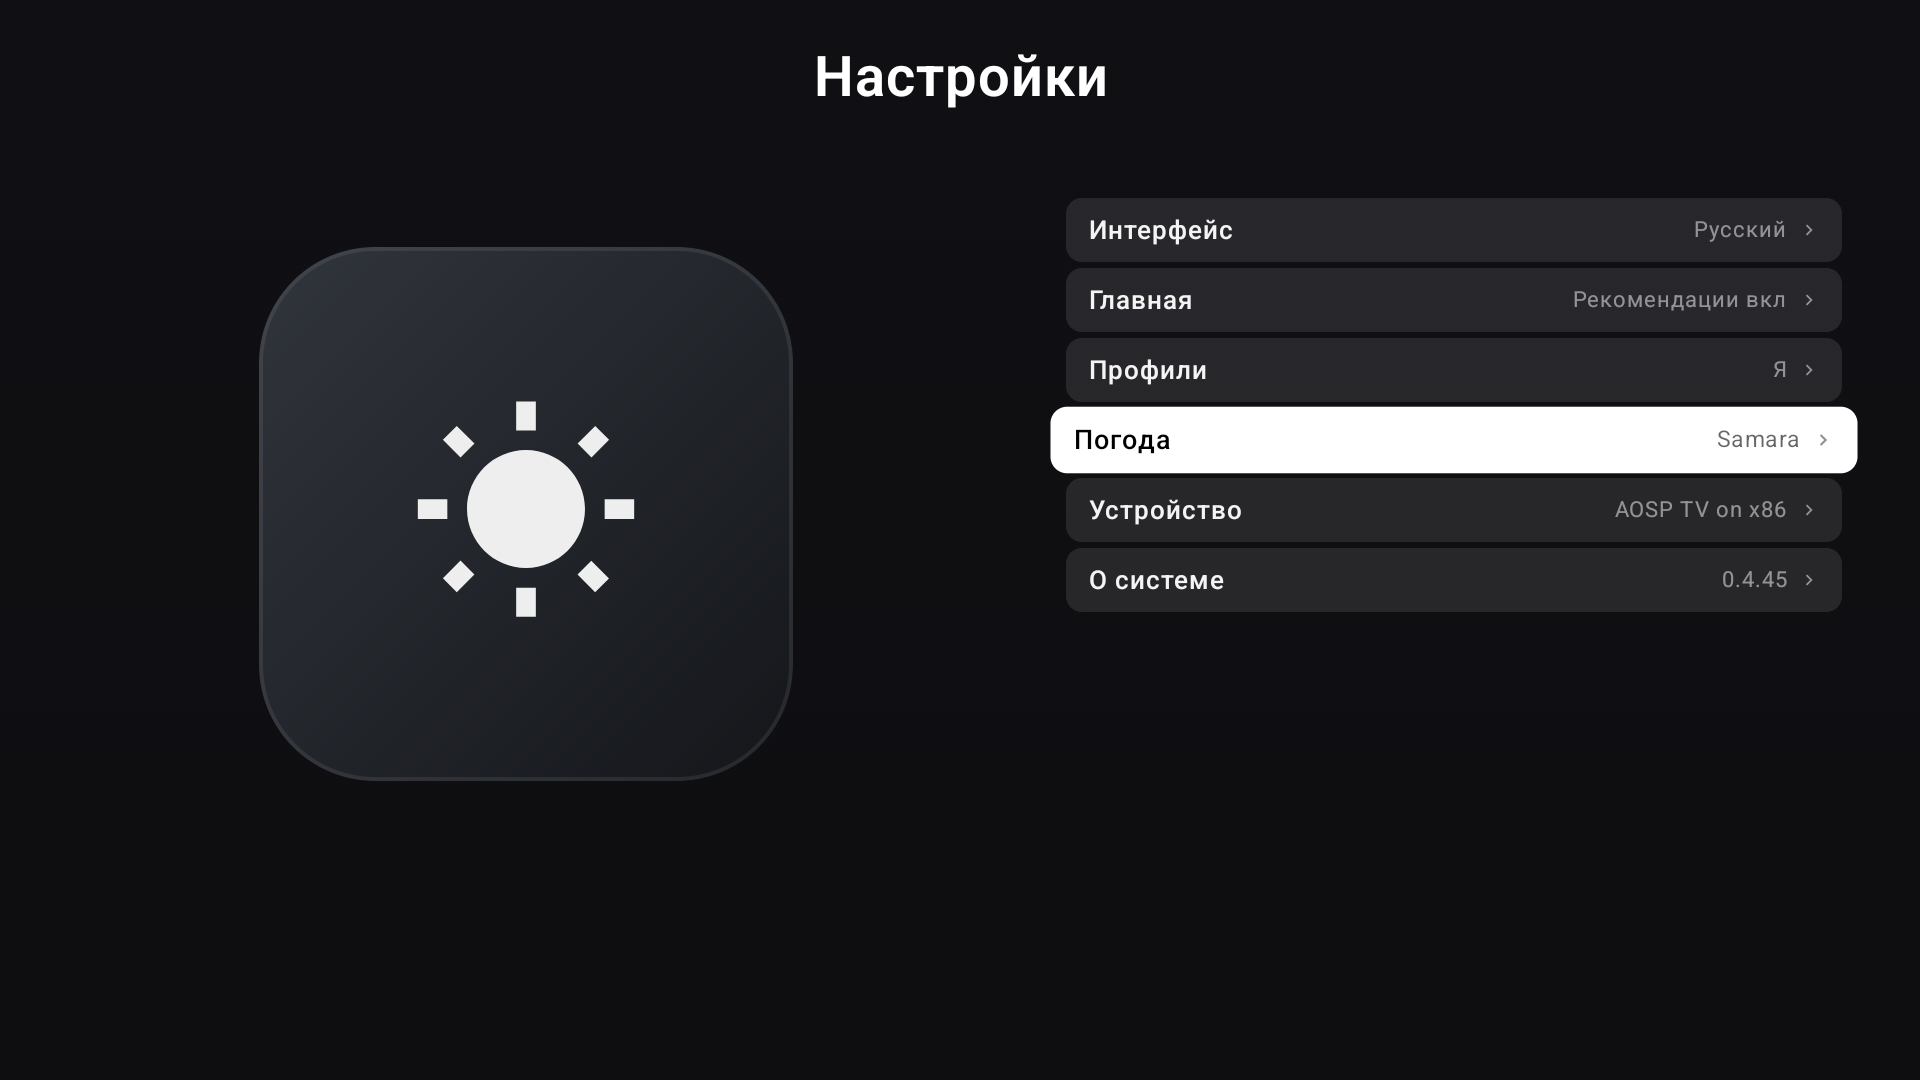 Настройки
Интерфейс Русский
Главная Рекомендации вкл
Профили Я
Погода Samara
Устройство AOSP TV on x86
О системе 0.4.45